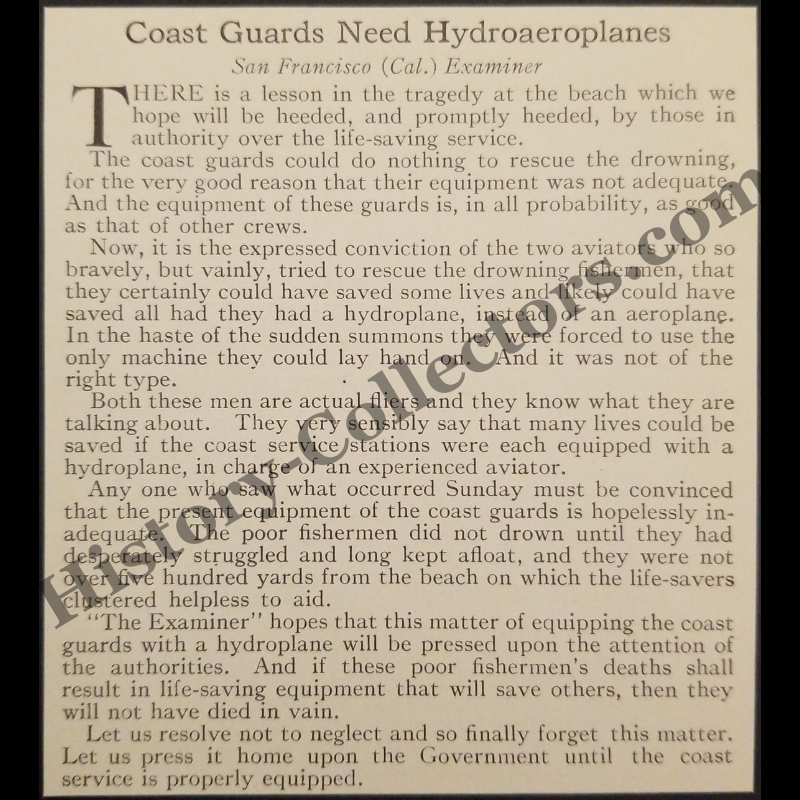 Coast Guards Need Hydroaeroplanes
San Francisco (Cal.) Examiner
THERE is a lesson in the tragedy at the beach which we
hope will be heeded, and promptly heeded, by those in
authority over the life-saving service.
The coast guards could do nothing to rescue the drowning,
for the very good reason that their equipment was not adequate.
And the equipment of these guards is, in all probability, as good
as that of other crews.
Now, it is the expressed conviction of the two aviators who so
bravely, but vainly, tried to rescue the drowning fishermen, that
they certainly could have saved some lives and likely could have
saved all had they had a hydroplane, instead of an aeroplane.
In the haste of the sudden summons they were forced to use the
only machine they could lay hand on. And it was not of the
right type.
Both these men are actual fliers and they know what they are
talking about. They very sensibly say that many lives could be
saved if the coast service stations were each equipped with a
hydroplane, in charge of an experienced aviator.
Any one who saw what occurred Sunday must be convinced
that the present equipment of the coast guards is hopelessly in-
adequate. The poor fishermen did not drown until they had
desperately struggled and long kept afloat, and they were not
over five hundred yards from the beach on which the life-savers
clustered helpless to aid.
"The Examiner" hopes that this matter of equipping the coast
guards with a hydroplane will be pressed upon the attention of
the authorities. And if these poor fishermen's deaths shall
result in life-saving equipment that will save others, then they
will not have died in vain.
Let us resolve not to neglect and so finally forget this matter.
Let us press it home upon the Government until the coast
service is properly equipped.
History-Collectors.com